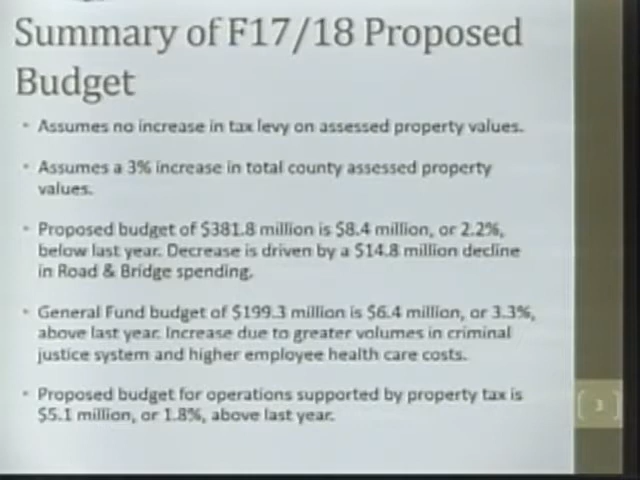 Summary of F17/18 Proposed
Budget
• Assumes no increase in tax levy on assessed property values.
• Assumes a 3% increase in total county assessed property
values.
• Proposed budget of $381.8 million is $8.4 million, or 2.2%,
below last year. Decrease is driven by a $14.8 million decline
in Road & Bridge spending.
• General Fund budget of $199.3 million is $6.4 million, or 3.3%,
above last year. Increase due to greater volumes in criminal
justice system and higher employee health care costs.
• Proposed budget for operations supported by property tax is
$5.1 million, or 1.8%, above last year.
3